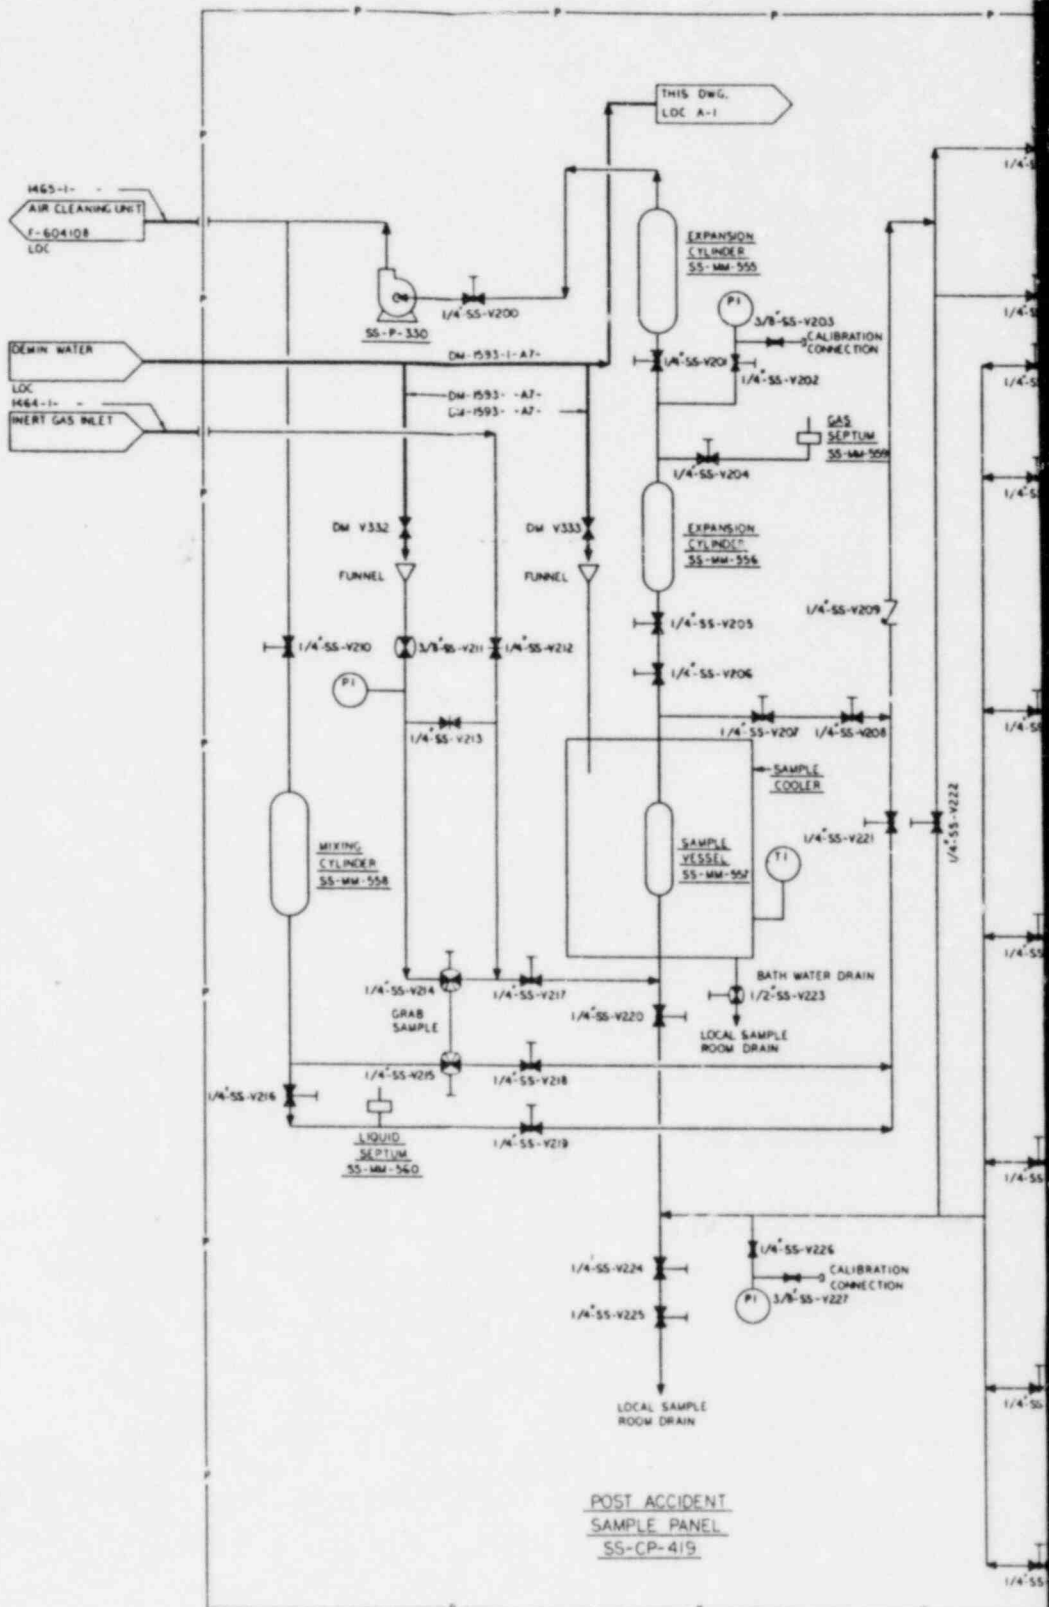 P P P P
THIS DWG.
LOC A-1
1465-1- -
AIR CLEANING UNIT
F-604108
LOC
EXPANSION
CYLINDER
SS-MM-555
PI
3/8"-SS-V203
CALIBRATION
CONNECTION
1/4"-SS-V200
SS-P-330
1/4"-SS-V201
1/4"-SS-V202
DEMIN WATER
LOC
DM-1593-1-A7-
DM-1593- -A7-
DM-1593- -A7-
1464-1- -
INERT GAS INLET
GAS
SEPTUM
SS-MM-559
1/4"-SS-V204
DM V332
FUNNEL
DM V333
FUNNEL
EXPANSION
CYLINDER
SS-MM-556
1/4"-SS-V209
1/4"-SS-V205
1/4"-SS-V210
3/8"-SS-V211
1/4"-SS-V212
1/4"-SS-V206
PI
1/4"-SS-V213
1/4"-SS-V207
1/4"-SS-V208
SAMPLE
COOLER
1/4"-SS-V222
1/4"-SS-V221
MIXING
CYLINDER
SS-MM-558
SAMPLE
VESSEL
SS-MM-557
TI
BATH WATER DRAIN
1/2"-SS-V223
LOCAL SAMPLE
ROOM DRAIN
1/4"-SS-V214
1/4"-SS-V217
GRAB
SAMPLE
1/4"-SS-V220
1/4"-SS-V215
1/4"-SS-V218
1/4"-SS-V216
LIQUID
SEPTUM
SS-MM-560
1/4"-SS-V219
1/4"-SS-V226
CALIBRATION
CONNECTION
PI
3/8"-SS-V227
1/4"-SS-V224
1/4"-SS-V225
LOCAL SAMPLE
ROOM DRAIN
POST ACCIDENT
SAMPLE PANEL
SS-CP-419